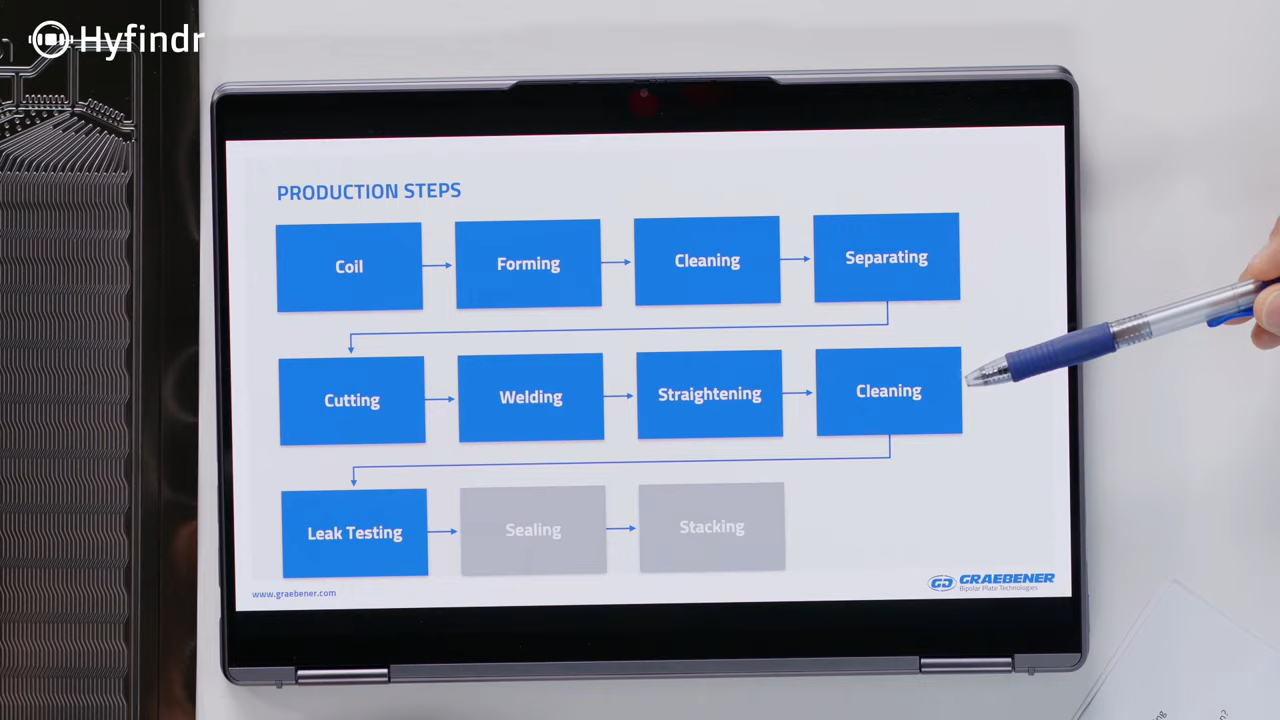 Hyfindr
PRODUCTION STEPS
Coil
Forming
Cleaning
Separating
Cutting
Welding
Straightening
Cleaning
Leak Testing
Sealing
Stacking
www.graebener.com
GRAEBENER
Bipolar Plate Technologies